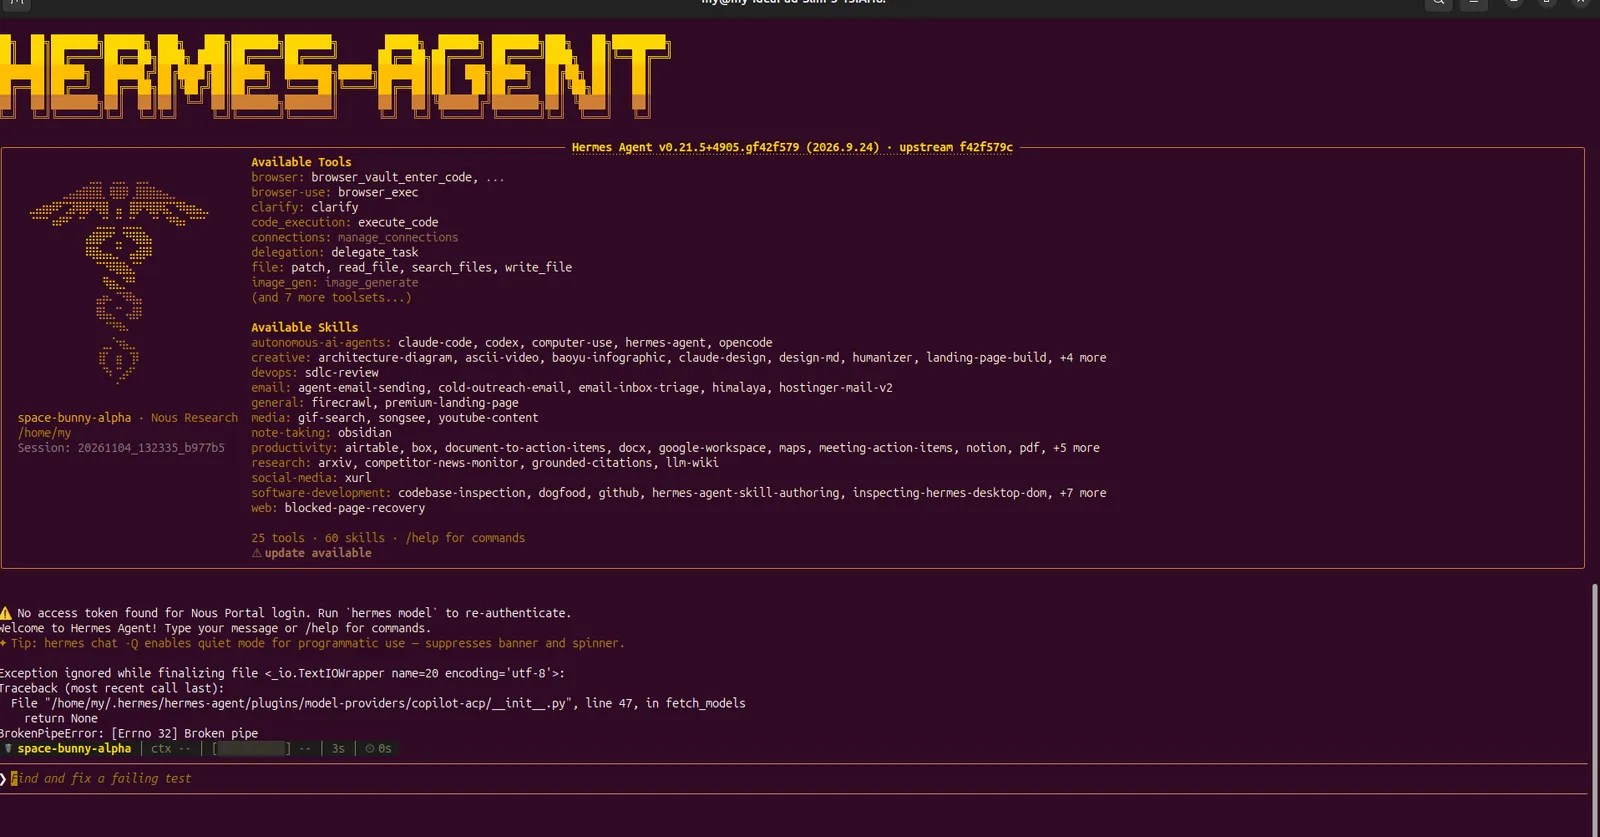 HERMES-AGENT
Hermes Agent v0.21.5+4905.gf42f579 (2026.9.24) · upstream f42f579c
Available Tools
browser: browser_vault_enter_code, ...
browser-use: browser_exec
clarify: clarify
code_execution: execute_code
connections: manage_connections
delegation: delegate_task
file: patch, read_file, search_files, write_file
image_gen: image_generate
(and 7 more toolsets...)
Available Skills
autonomous-ai-agents: claude-code, codex, computer-use, hermes-agent, opencode
creative: architecture-diagram, ascii-video, baoyu-infographic, claude-design, design-md, humanizer, landing-page-build, +4 more
devops: sdlc-review
email: agent-email-sending, cold-outreach-email, email-inbox-triage, himalaya, hostinger-mail-v2
general: firecrawl, premium-landing-page
media: gif-search, songsee, youtube-content
note-taking: obsidian
productivity: airtable, box, document-to-action-items, docx, google-workspace, maps, meeting-action-items, notion, pdf, +5 more
research: arxiv, competitor-news-monitor, grounded-citations, llm-wiki
social-media: xurl
software-development: codebase-inspection, dogfood, github, hermes-agent-skill-authoring, inspecting-hermes-desktop-dom, +7 more
web: blocked-page-recovery
25 tools · 60 skills · /help for commands
⚠ update available
space-bunny-alpha · Nous Research
/home/my
Session: 20261104_132335_b977b5
⚠ No access token found for Nous Portal login. Run `hermes model` to re-authenticate.
Welcome to Hermes Agent! Type your message or /help for commands.
✦ Tip: hermes chat -Q enables quiet mode for programmatic use — suppresses banner and spinner.
Exception ignored while finalizing file <_io.TextIOWrapper name=20 encoding='utf-8'>:
Traceback (most recent call last):
File "/home/my/.hermes/hermes-agent/plugins/model-providers/copilot-acp/__init__.py", line 47, in fetch_models
return None
BrokenPipeError: [Errno 32] Broken pipe
space-bunny-alpha │ ctx -- │ [░░░░░░░░░░] -- │ 3s │ ⏲ 0s
❯ find and fix a failing test